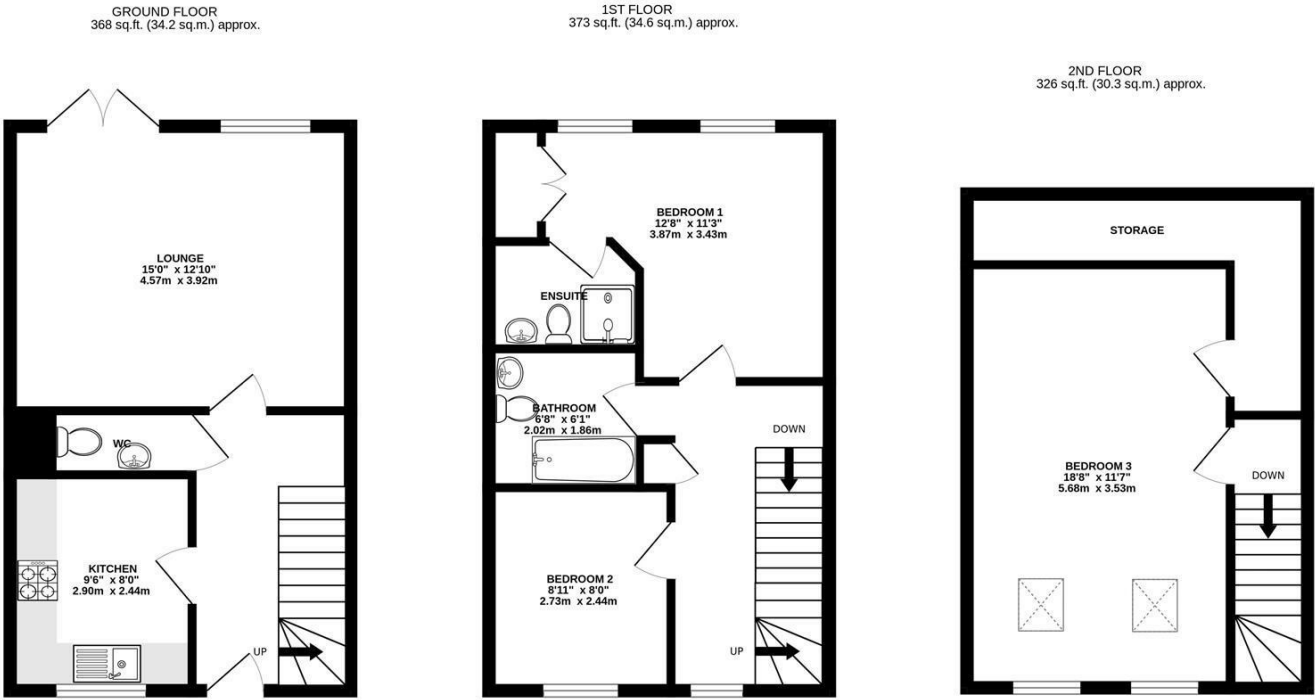 GROUND FLOOR
368 sq.ft. (34.2 sq.m.) approx.
LOUNGE
15'0" x 12'10"
4.57m x 3.92m
WC
KITCHEN
9'6" x 8'0"
2.90m x 2.44m
UP
1ST FLOOR
373 sq.ft. (34.6 sq.m.) approx.
BEDROOM 1
12'8" x 11'3"
3.87m x 3.43m
ENSUITE
BATHROOM
6'8" x 6'1"
2.02m x 1.86m
DOWN
BEDROOM 2
8'11" x 8'0"
2.73m x 2.44m
UP
2ND FLOOR
326 sq.ft. (30.3 sq.m.) approx.
STORAGE
BEDROOM 3
18'8" x 11'7"
5.68m x 3.53m
DOWN